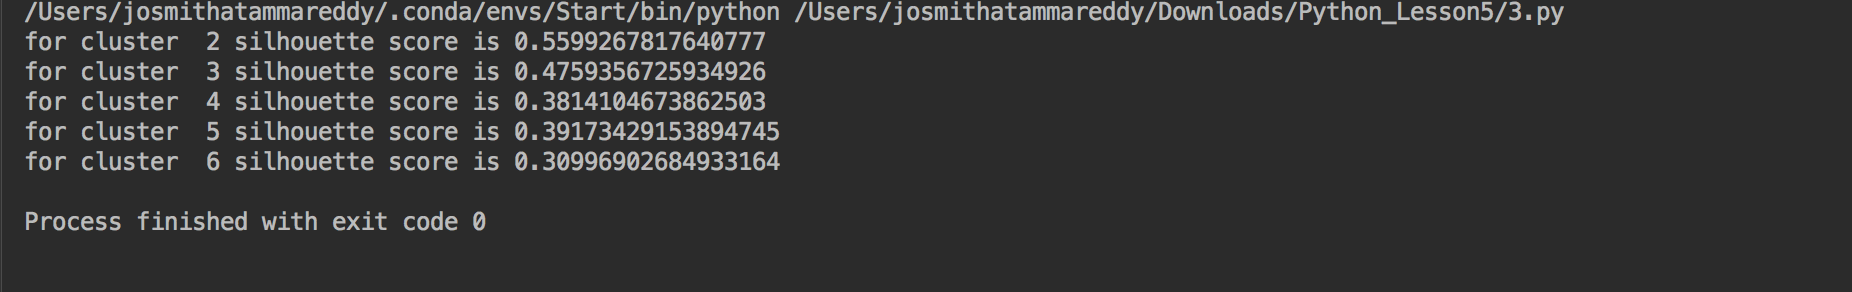 /Users/josmithatammareddy/.conda/envs/Start/bin/python /Users/josmithatammareddy/Downloads/Python_Lesson5/3.py
for cluster  2 silhouette score is 0.5599267817640777
for cluster  3 silhouette score is 0.4759356725934926
for cluster  4 silhouette score is 0.3814104673862503
for cluster  5 silhouette score is 0.39173429153894745
for cluster  6 silhouette score is 0.30996902684933164
Process finished with exit code 0